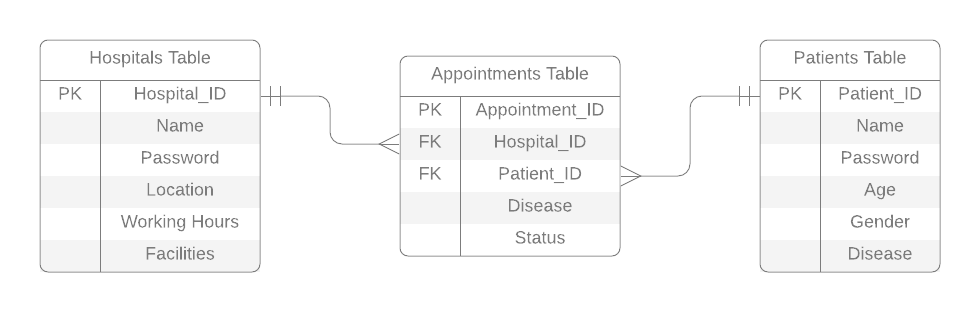 Hospitals Table
PK Hospital_ID
Name
Password
Location
Working Hours
Facilities
Appointments Table
PK Appointment_ID
FK Hospital_ID
FK Patient_ID
Disease
Status
Patients Table
PK Patient_ID
Name
Password
Age
Gender
Disease